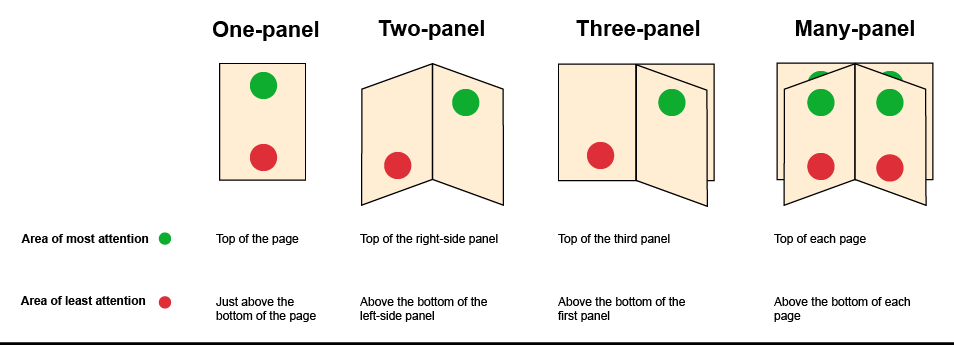 One-panel
Two-panel
Three-panel
Many-panel
Area of most attention
Top of the page
Top of the right-side panel
Top of the third panel
Top of each page
Area of least attention
Just above the
bottom of the page
Above the bottom of the
left-side panel
Above the bottom of the
first panel
Above the bottom of each
page